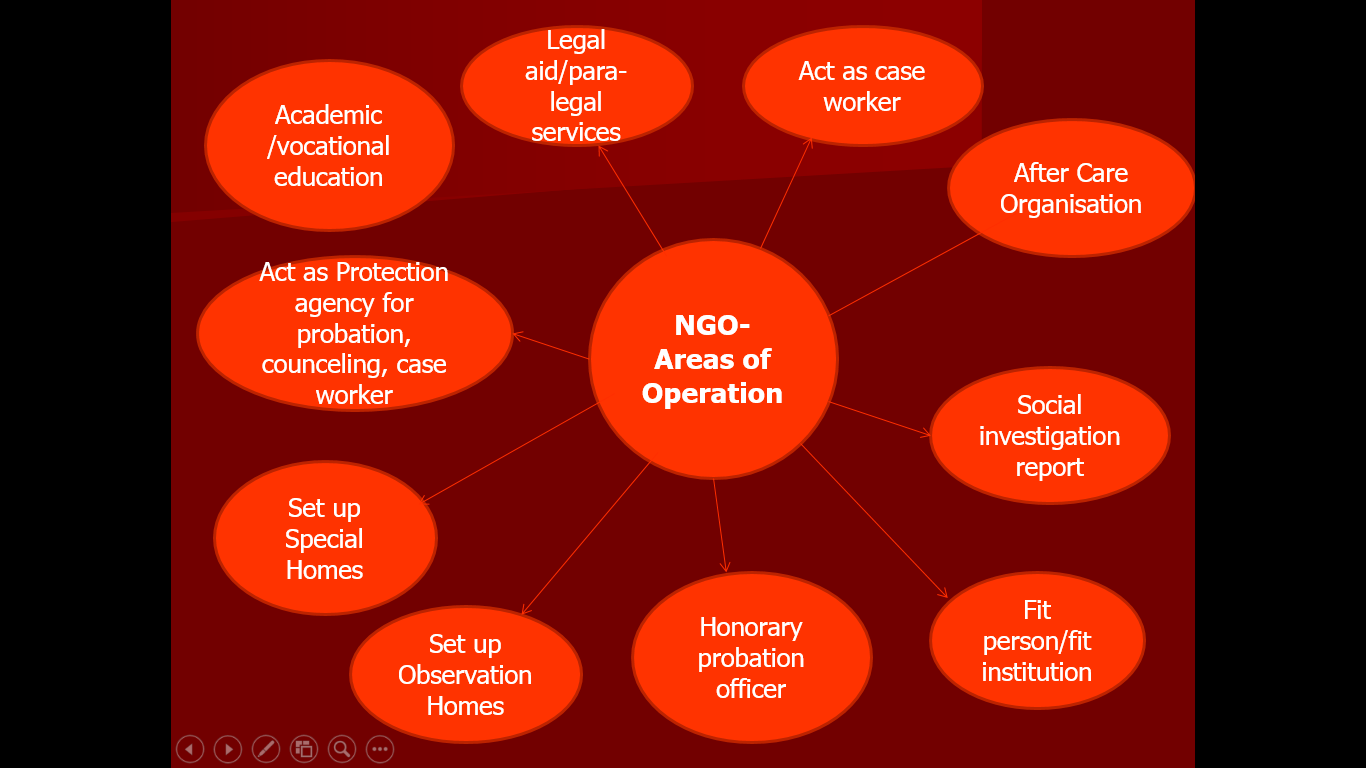 Legal
aid/para-
legal
services
Act as case
worker
Academic
/vocational
education
After Care
Organisation
Act as Protection
agency for
probation,
counceling, case
worker
NGO-
Areas of
Operation
Social
investigation
report
Set up
Special
Homes
Set up
Observation
Homes
Honorary
probation
officer
Fit
person/fit
institution